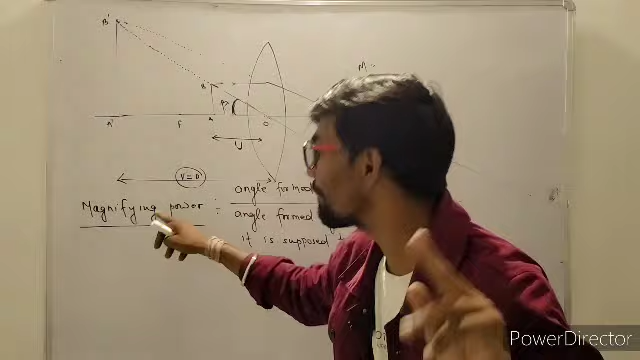 B'
M =
B
β
A' F A O
U
V = D
Magnifying power = angle formed
angle formed
it is supposed
PowerDirector